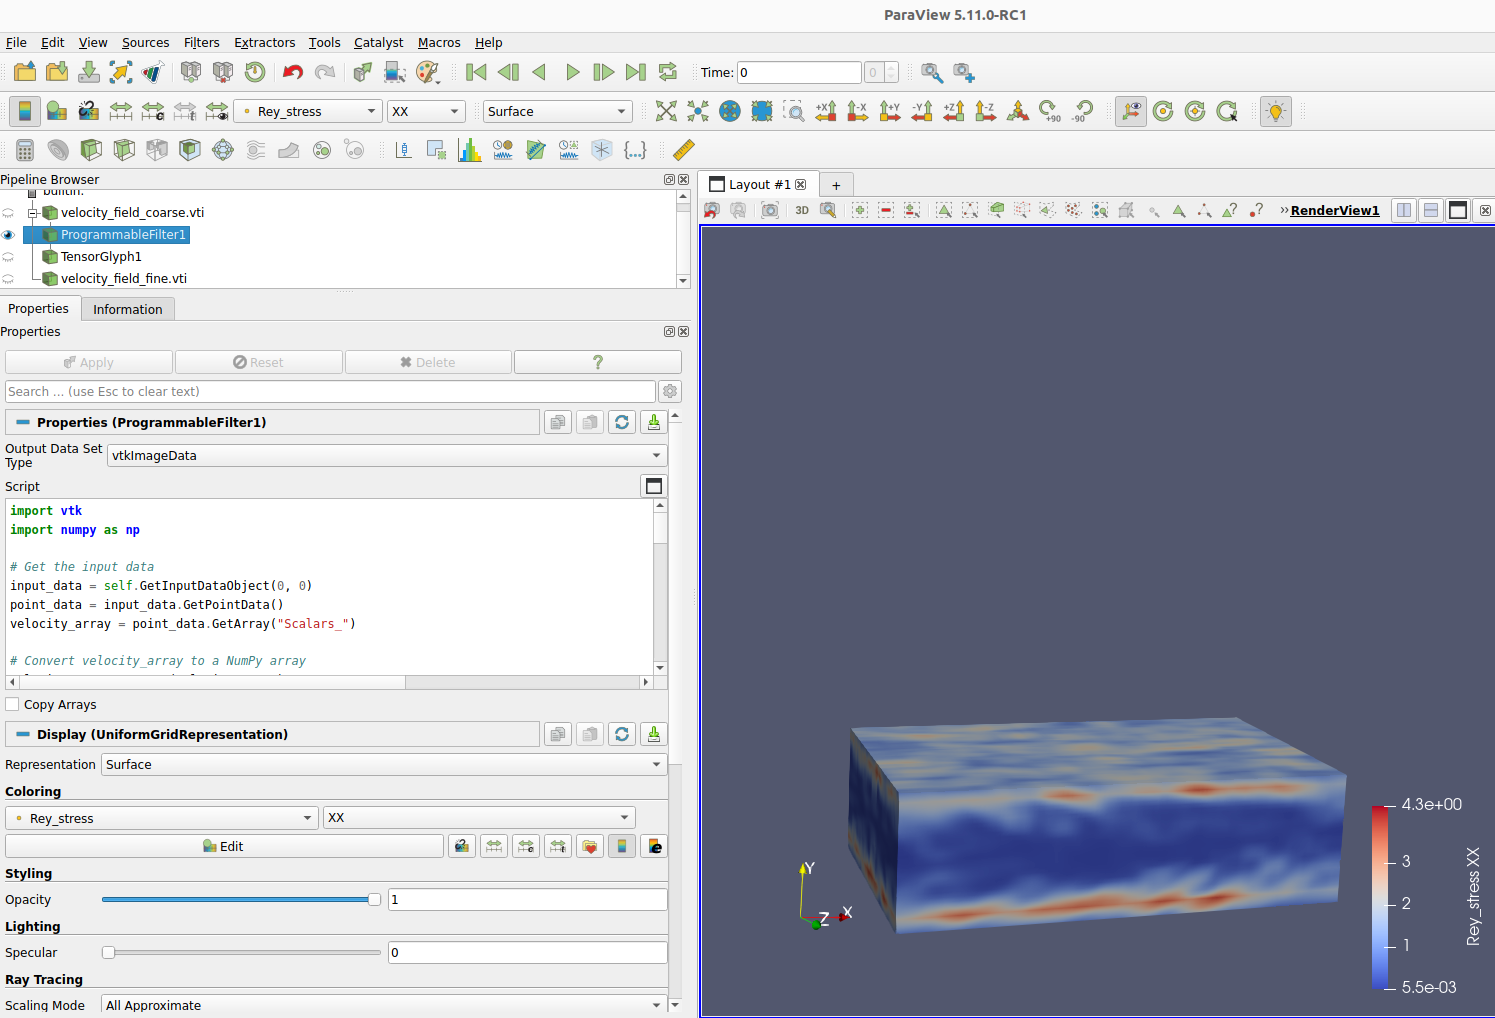 ParaView 5.11.0-RC1
File Edit View Sources Filters Extractors Tools Catalyst Macros Help
Time: 0 0
Rey_stress XX Surface +X -X +Y -Y +Z -Z +90 -90
Pipeline Browser
Layout #1 +
builtin:
velocity_field_coarse.vti
3D RenderView1
ProgrammableFilter1
TensorGlyph1
velocity_field_fine.vti
Properties Information
Properties
Apply Reset Delete ?
Search ... (use Esc to clear text)
Properties (ProgrammableFilter1)
Output Data Set Type vtkImageData
Script
import vtk
import numpy as np
# Get the input data
input_data = self.GetInputDataObject(0, 0)
point_data = input_data.GetPointData()
velocity_array = point_data.GetArray("Scalars_")
# Convert velocity_array to a NumPy array
Copy Arrays
Display (UniformGridRepresentation)
Representation Surface
Coloring
Rey_stress XX
Edit
Styling
Opacity 1
Lighting
Specular 0
Ray Tracing
Scaling Mode All Approximate
Y
Z X
4.3e+00
3
2
1
5.5e-03
Rey_stress XX